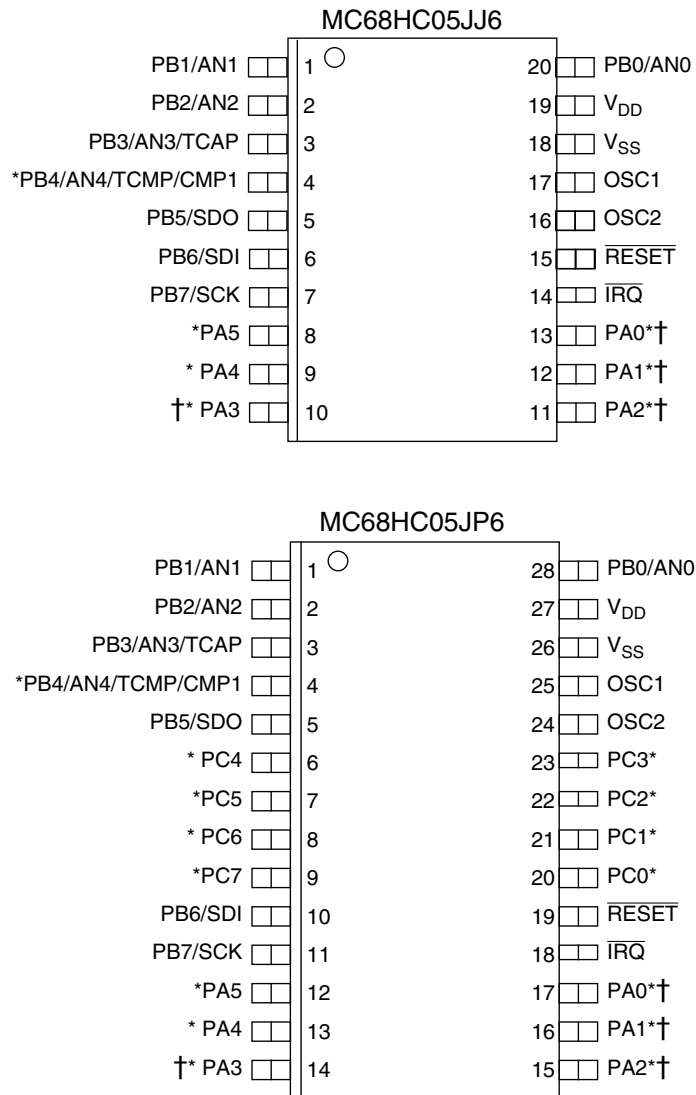 MC68HC05JJ6
PB1/AN1 1 20 PB0/AN0
PB2/AN2 2 19 VDD
PB3/AN3/TCAP 3 18 VSS
*PB4/AN4/TCMP/CMP1 4 17 OSC1
PB5/SDO 5 16 OSC2
PB6/SDI 6 15 RESET
PB7/SCK 7 14 IRQ
*PA5 8 13 PA0*†
* PA4 9 12 PA1*†
†* PA3 10 11 PA2*†
MC68HC05JP6
PB1/AN1 1 28 PB0/AN0
PB2/AN2 2 27 VDD
PB3/AN3/TCAP 3 26 VSS
*PB4/AN4/TCMP/CMP1 4 25 OSC1
PB5/SDO 5 24 OSC2
* PC4 6 23 PC3*
*PC5 7 22 PC2*
* PC6 8 21 PC1*
*PC7 9 20 PC0*
PB6/SDI 10 19 RESET
PB7/SCK 11 18 IRQ
*PA5 12 17 PA0*†
* PA4 13 16 PA1*†
†* PA3 14 15 PA2*†